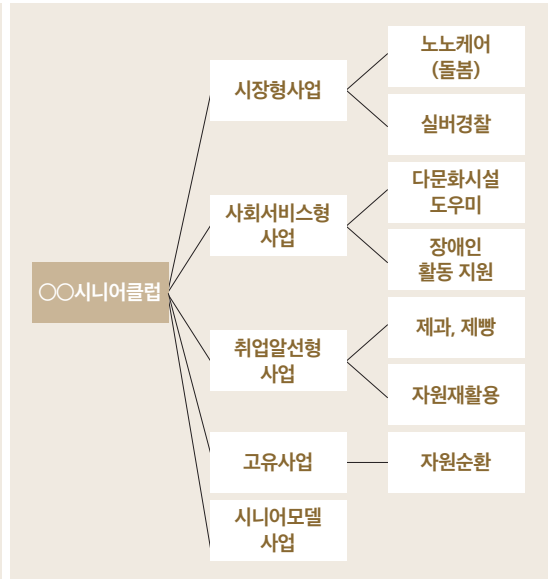 노노케어
(돌봄)
시장형사업
실버경찰
다문화시설
도우미
사회서비스형
사업
장애인
활동 지원
○○시니어클럽
제과, 제빵
취업알선형
사업
자원재활용
고유사업
자원순환
시니어모델
사업